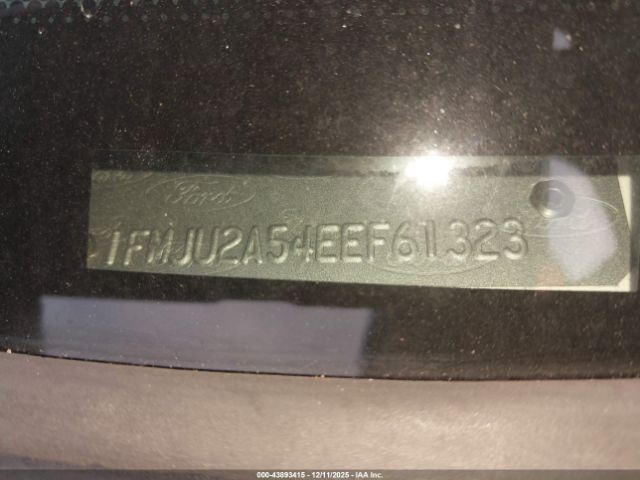 Ford
1FMJU2A54EEF61323
000-43893415 - 12/11/2025 - IAA Inc.